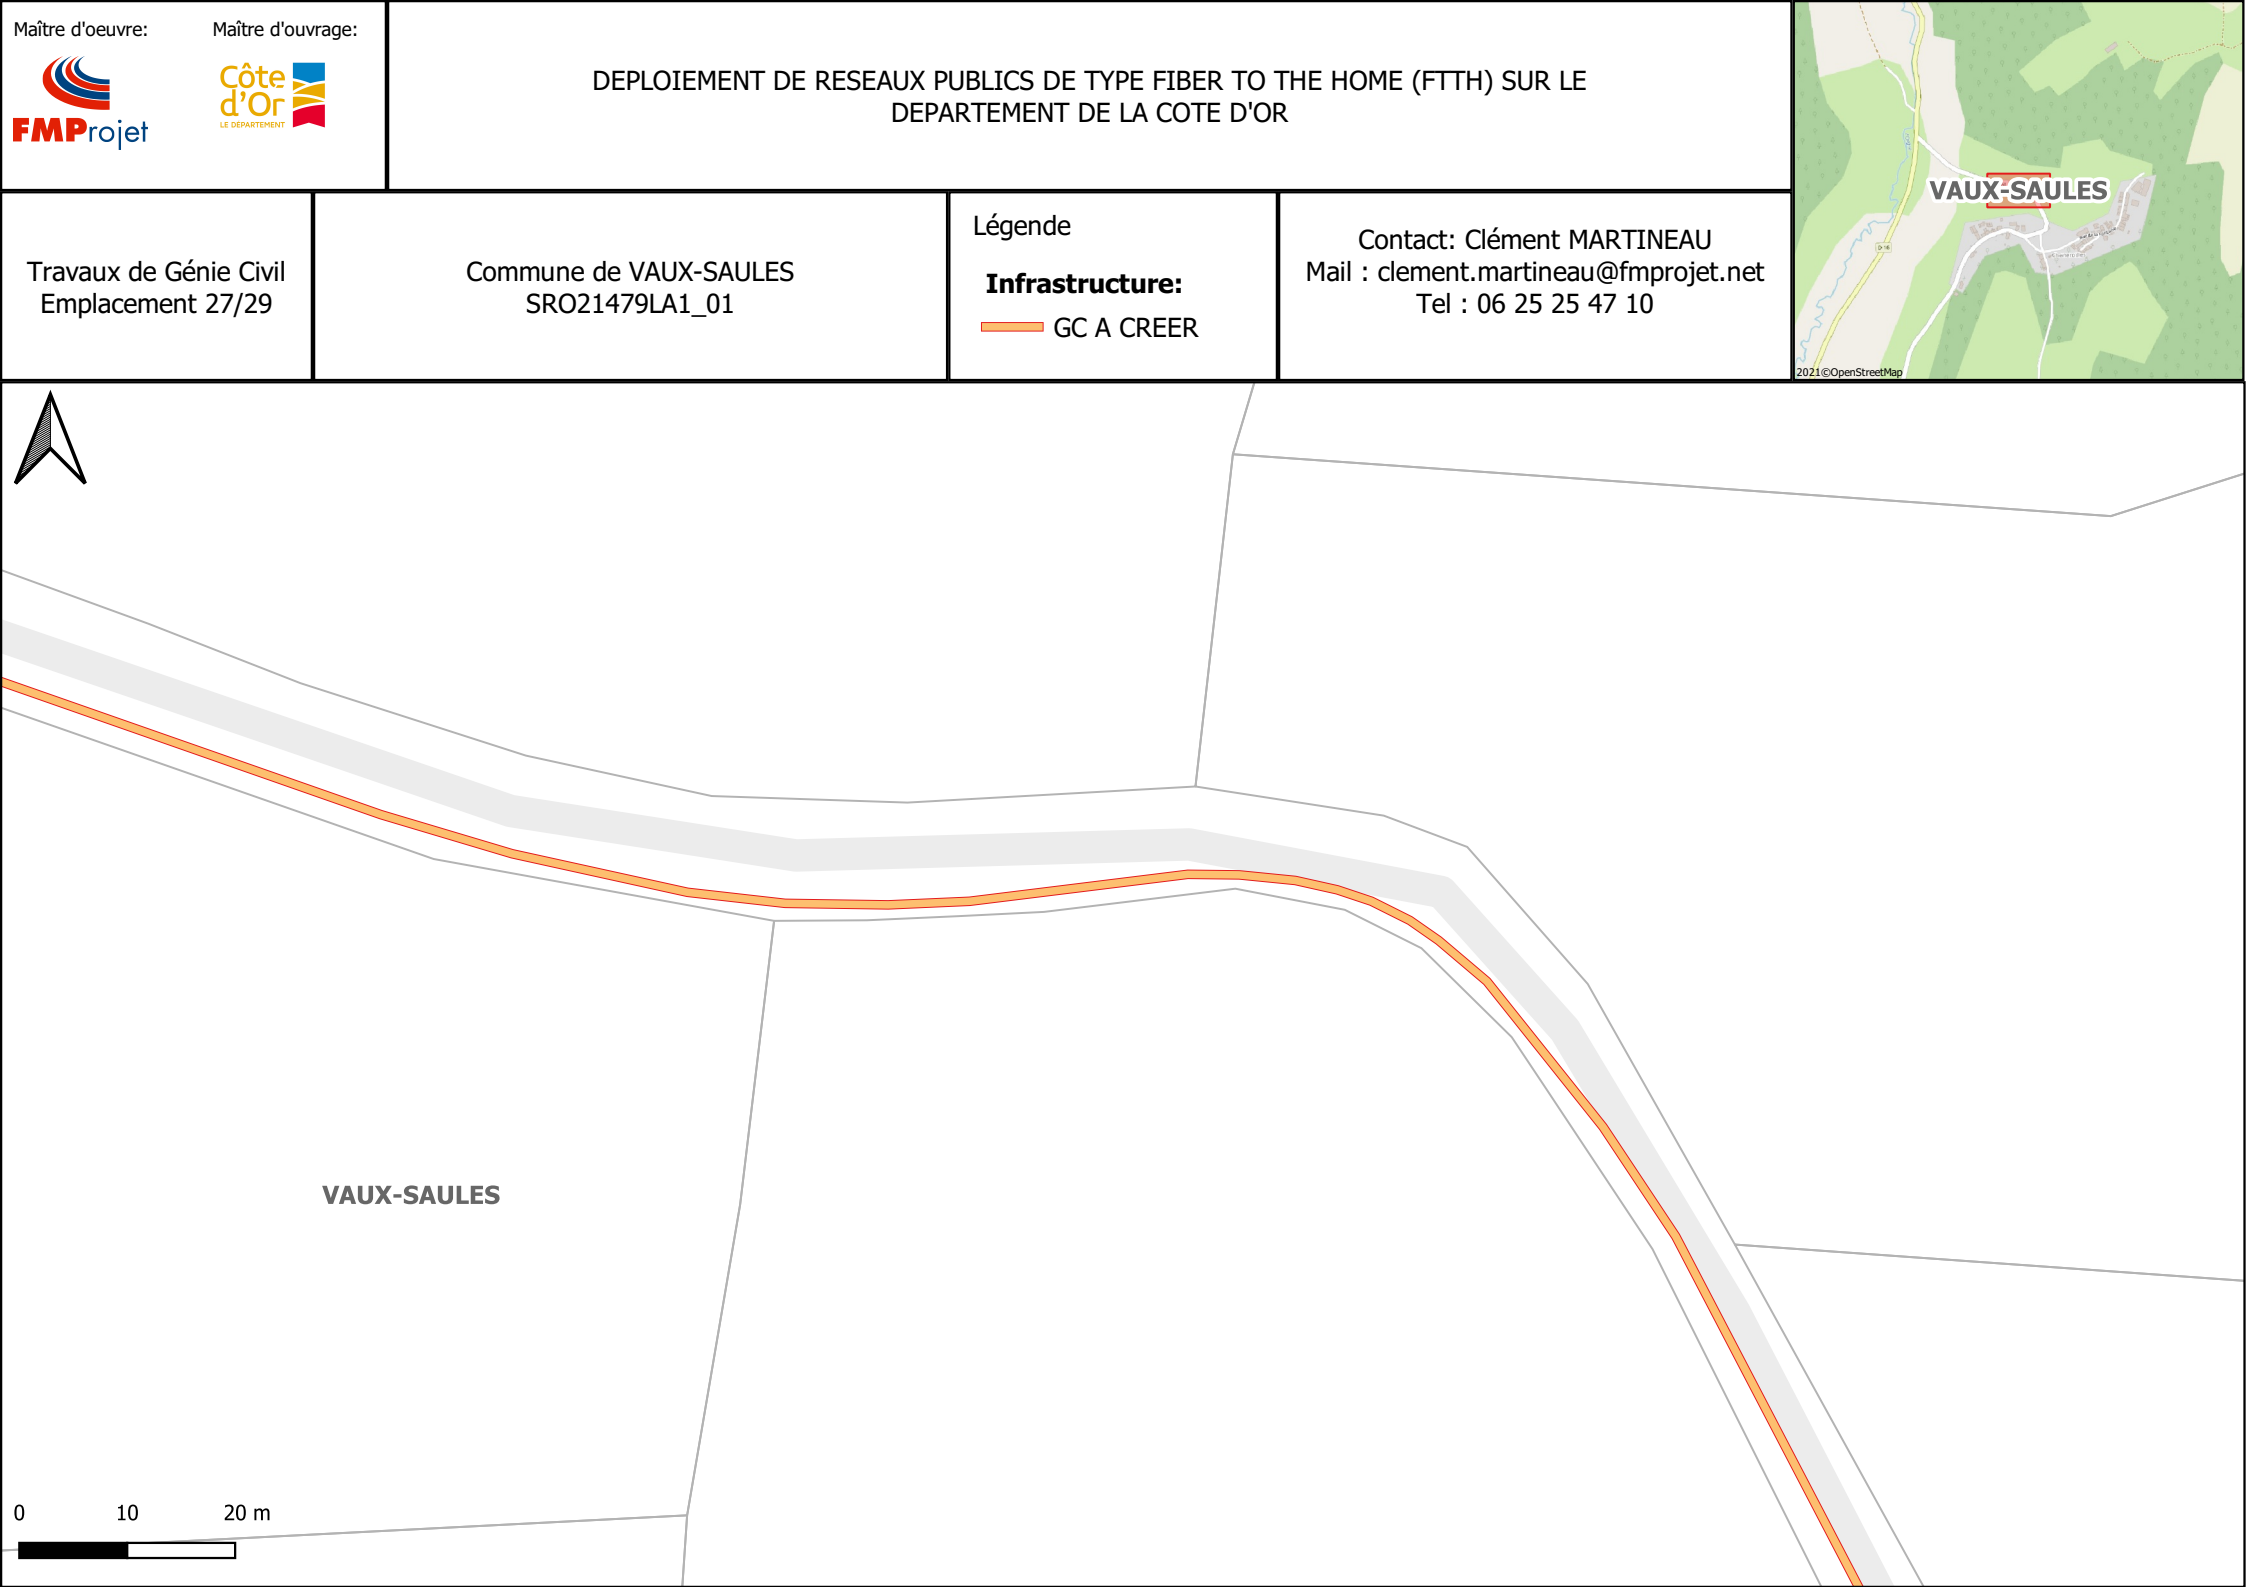 Maître d'oeuvre:
Maître d'ouvrage:
FMProjet
Côte
d'Or
LE DÉPARTEMENT
DEPLOIEMENT DE RESEAUX PUBLICS DE TYPE FIBER TO THE HOME (FTTH) SUR LE
DEPARTEMENT DE LA COTE D'OR
Travaux de Génie Civil
Emplacement 27/29
Commune de VAUX-SAULES
SRO21479LA1_01
Légende
Infrastructure:
GC A CREER
Contact: Clément MARTINEAU
Mail : clement.martineau@fmprojet.net
Tel : 06 25 25 47 10
VAUX-SAULES
D 16
2021©OpenStreetMap
VAUX-SAULES
0 10 20 m